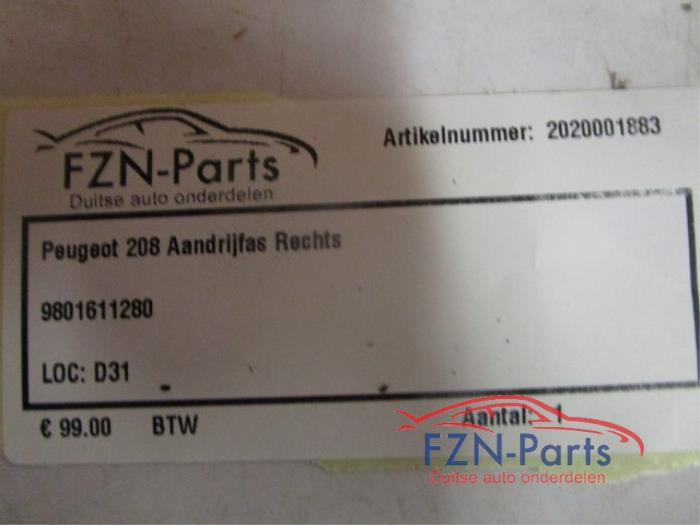 FZN-Parts
Duitse auto onderdelen
Artikelnummer: 2020001883
Peugeot 208 Aandrijfas Rechts
9801611280
LOC: D31
€ 99.00 BTW Aantal: 1
FZN-Parts
Duitse auto onderdelen